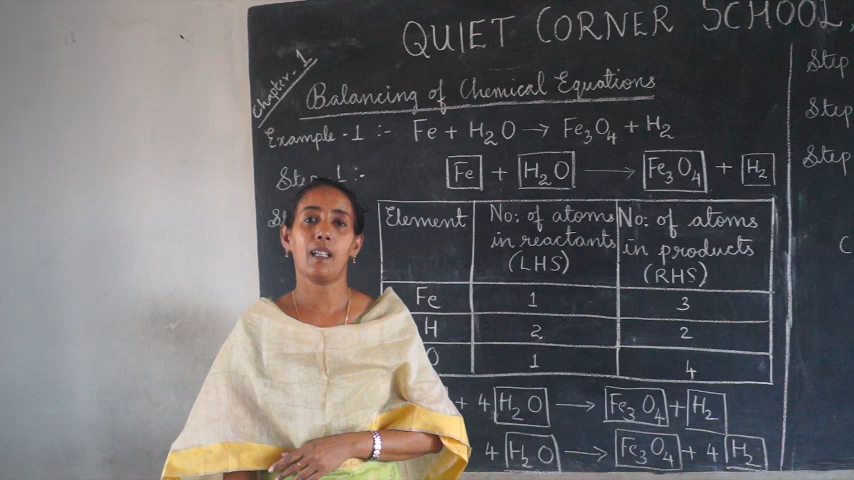 QUIET CORNER SCHOOL,
Chapter-1
Balancing of Chemical Equations
Example-1 :- Fe + H2O → Fe3O4 + H2
Step 1 :- Fe + H2O → Fe3O4 + H2
Element No: of atoms in reactants (LHS) No: of atoms in products (RHS)
Fe 1 3
H 2 2
O 1 4
+ 4 H2O → Fe3O4 + H2
4 H2O → Fe3O4 + 4 H2
Step
Step
Step